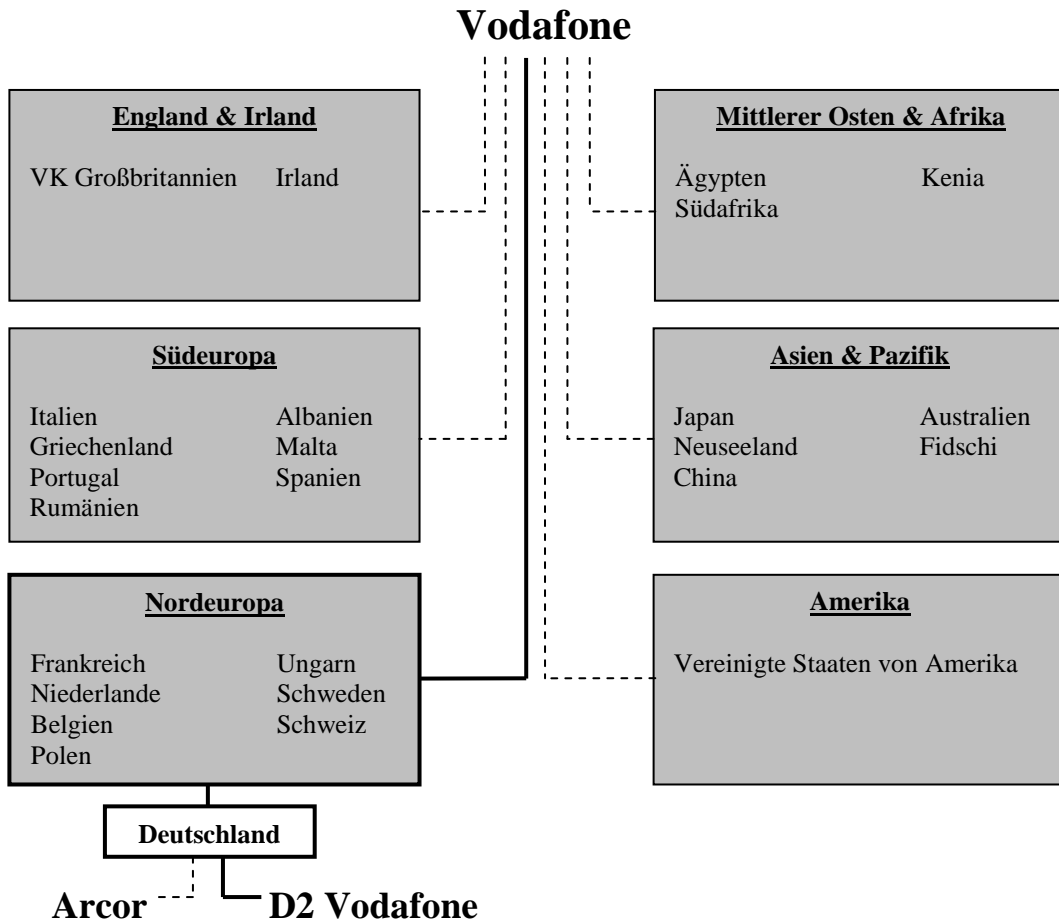 Vodafone
England & Irland
VK Großbritannien Irland
Mittlerer Osten & Afrika
Ägypten Kenia
Südafrika
Südeuropa
Italien Albanien
Griechenland Malta
Portugal Spanien
Rumänien
Asien & Pazifik
Japan Australien
Neuseeland Fidschi
China
Nordeuropa
Frankreich Ungarn
Niederlande Schweden
Belgien Schweiz
Polen
Amerika
Vereinigte Staaten von Amerika
Deutschland
Arcor D2 Vodafone